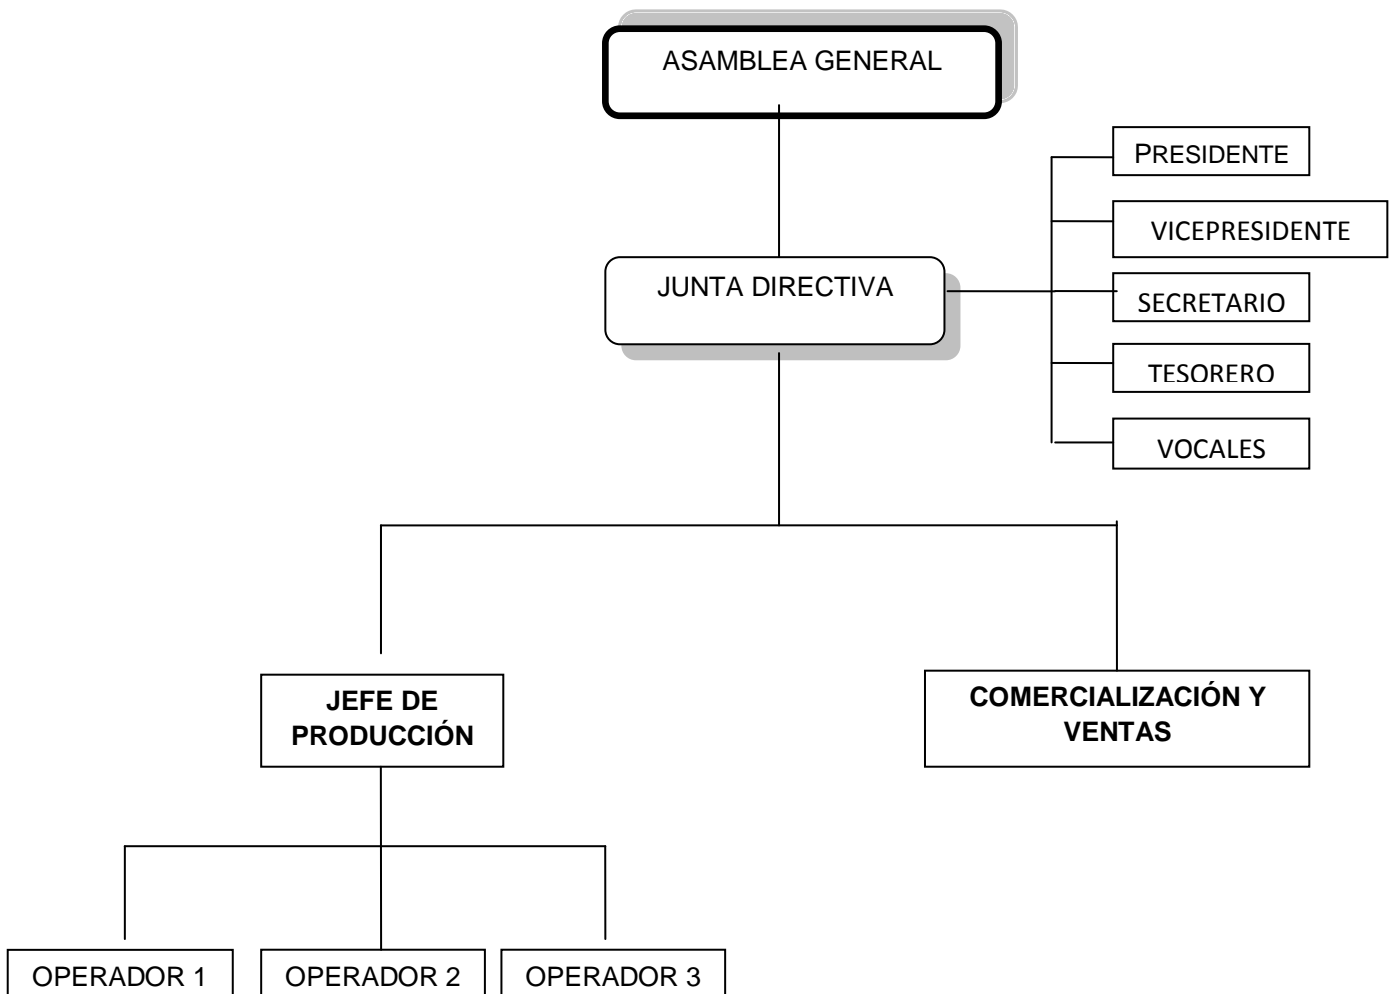 ASAMBLEA GENERAL
PRESIDENTE
VICEPRESIDENTE
JUNTA DIRECTIVA
SECRETARIO
TESORERO
VOCALES
JEFE DE
PRODUCCIÓN
COMERCIALIZACIÓN Y
VENTAS
OPERADOR 1
OPERADOR 2
OPERADOR 3